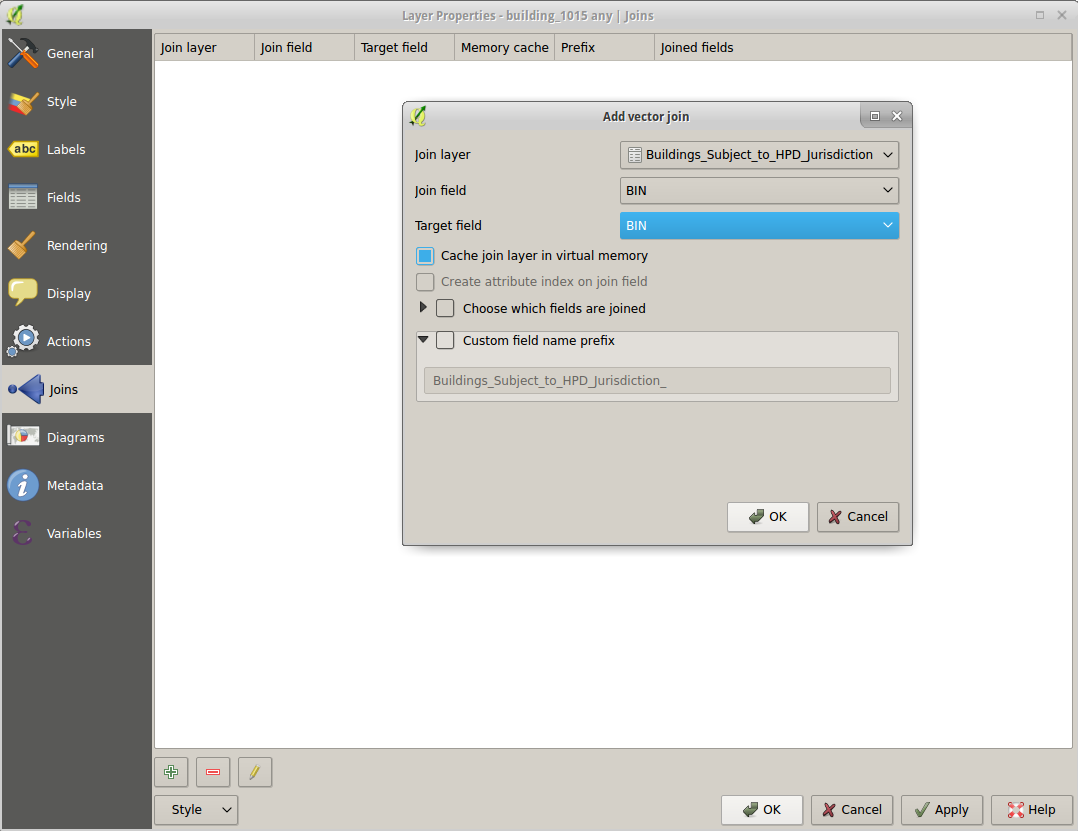 Layer Properties - building_1015 any | Joins
General
Style
Labels
Fields
Rendering
Display
Actions
Joins
Diagrams
Metadata
Variables
abc
Join layer Join field Target field Memory cache Prefix Joined fields
Add vector join
Join layer Buildings_Subject_to_HPD_Jurisdiction
Join field BIN
Target field BIN
Cache join layer in virtual memory
Create attribute index on join field
Choose which fields are joined
Custom field name prefix
Buildings_Subject_to_HPD_Jurisdiction_
OK Cancel
Style OK Cancel Apply Help